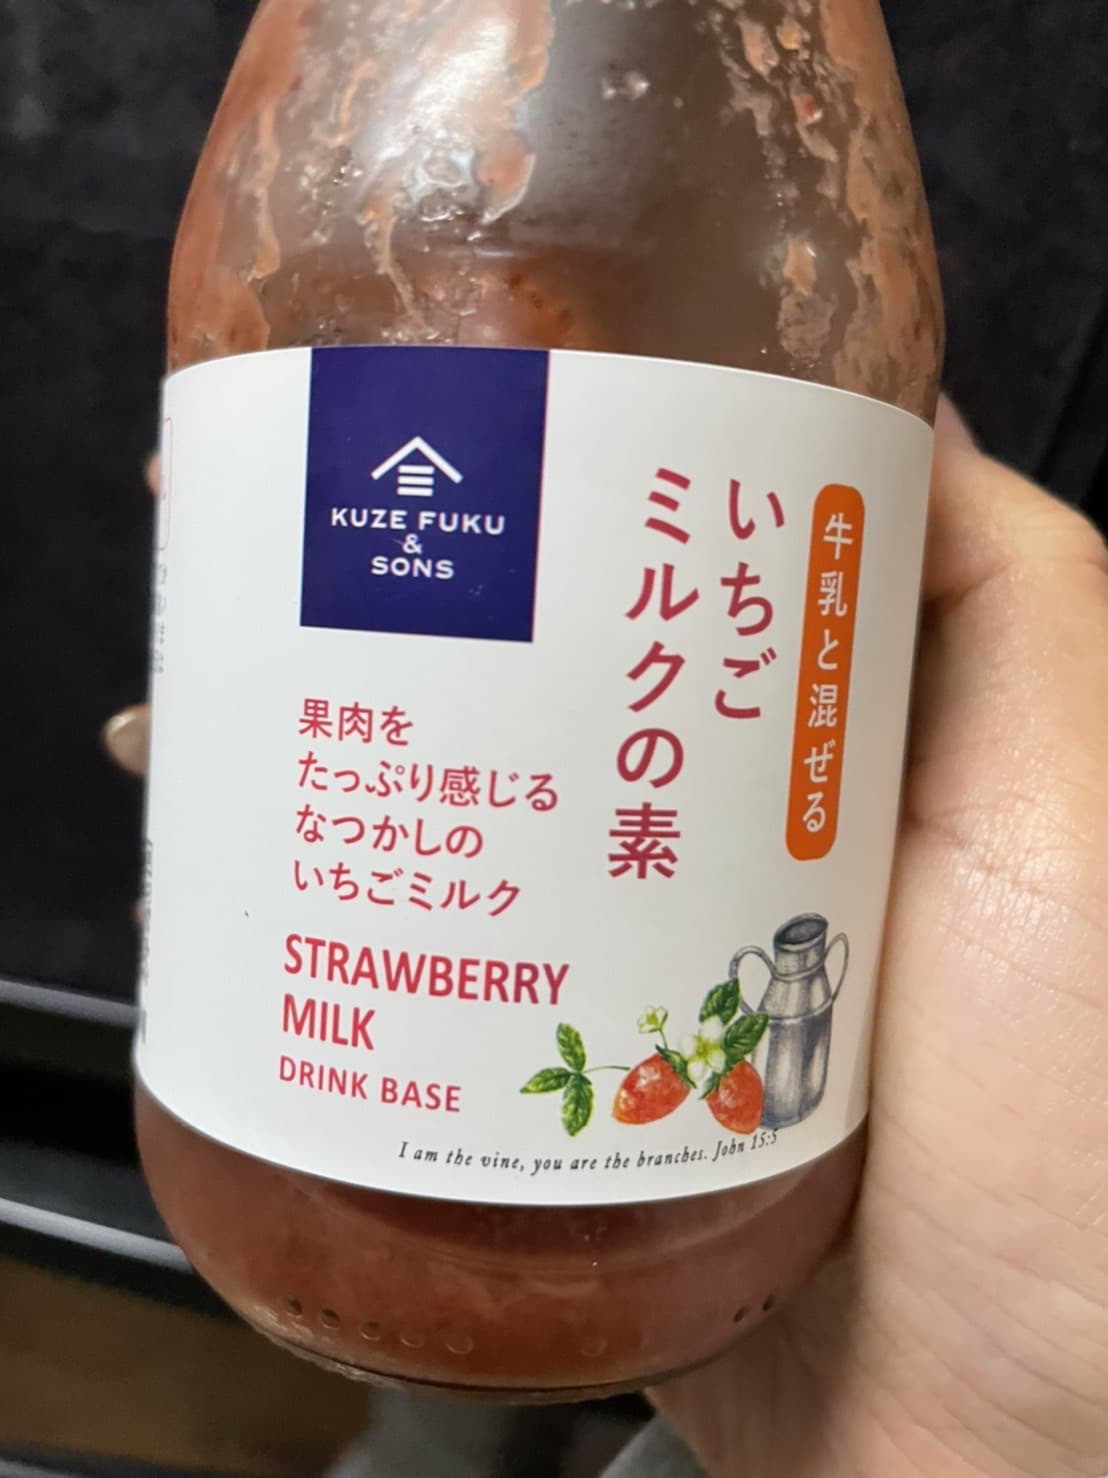 KUZE FUKU
&
SONS
牛乳と混ぜる
いちご
ミルクの素
果肉を
たっぷり感じる
なつかしの
いちごミルク
STRAWBERRY
MILK
DRINK BASE
I am the vine, you are the branches. John 15:5